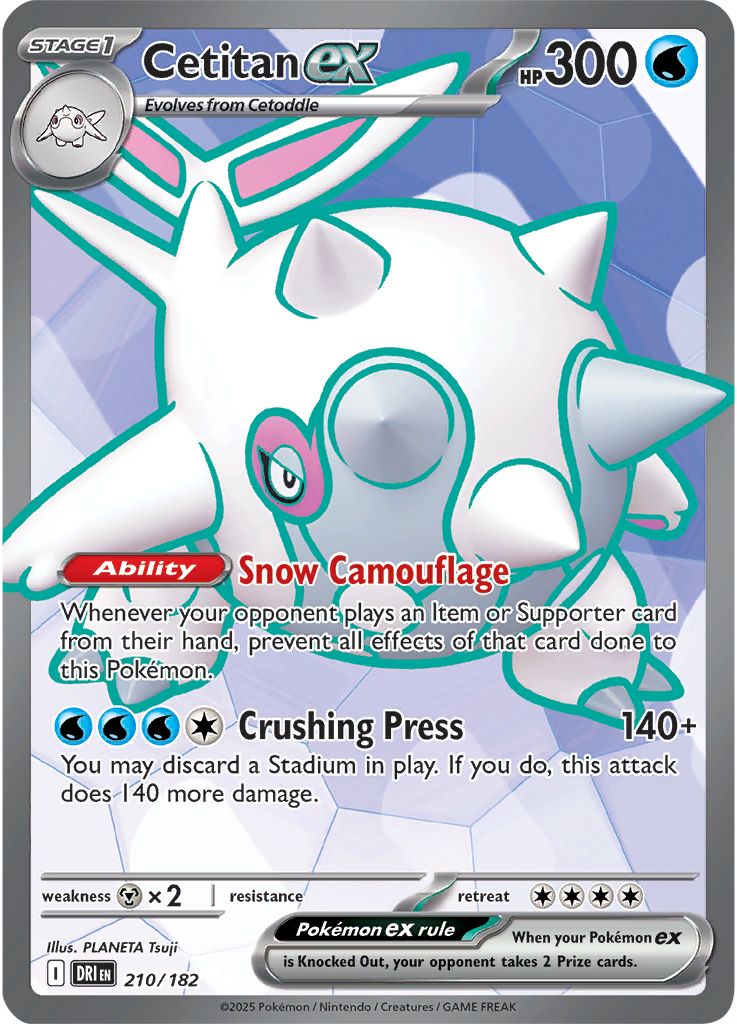 STAGE1
Cetitan ex
HP 300
Evolves from Cetoddle
Ability Snow Camouflage
Whenever your opponent plays an Item or Supporter card
from their hand, prevent all effects of that card done to
this Pokémon.
Crushing Press 140+
You may discard a Stadium in play. If you do, this attack
does 140 more damage.
weakness ×2 resistance retreat
Pokémon ex rule When your Pokémon ex
is Knocked Out, your opponent takes 2 Prize cards.
Illus. PLANETA Tsuji
I DRI EN 210/182
©2025 Pokémon / Nintendo / Creatures / GAME FREAK